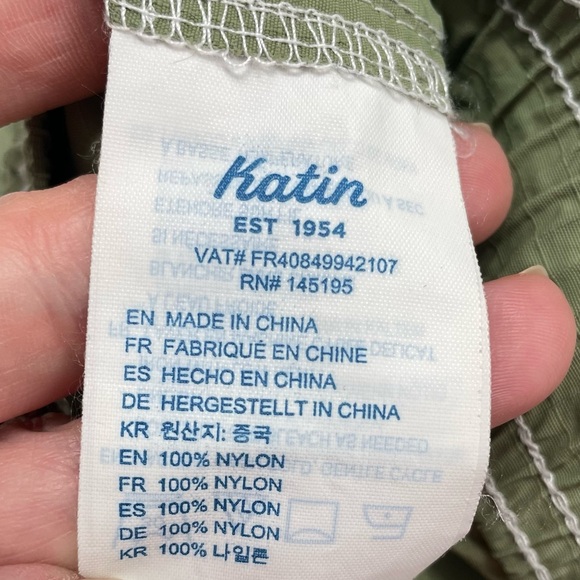 Katin
EST 1954
VAT# FR40849942107
RN# 145195
EN MADE IN CHINA
FR FABRIQUÉ EN CHINE
ES HECHO EN CHINA
DE HERGESTELLT IN CHINA
KR 원산지: 중국
EN 100% NYLON
FR 100% NYLON
ES 100% NYLON
DE 100% NYLON
KR 100% 나일론